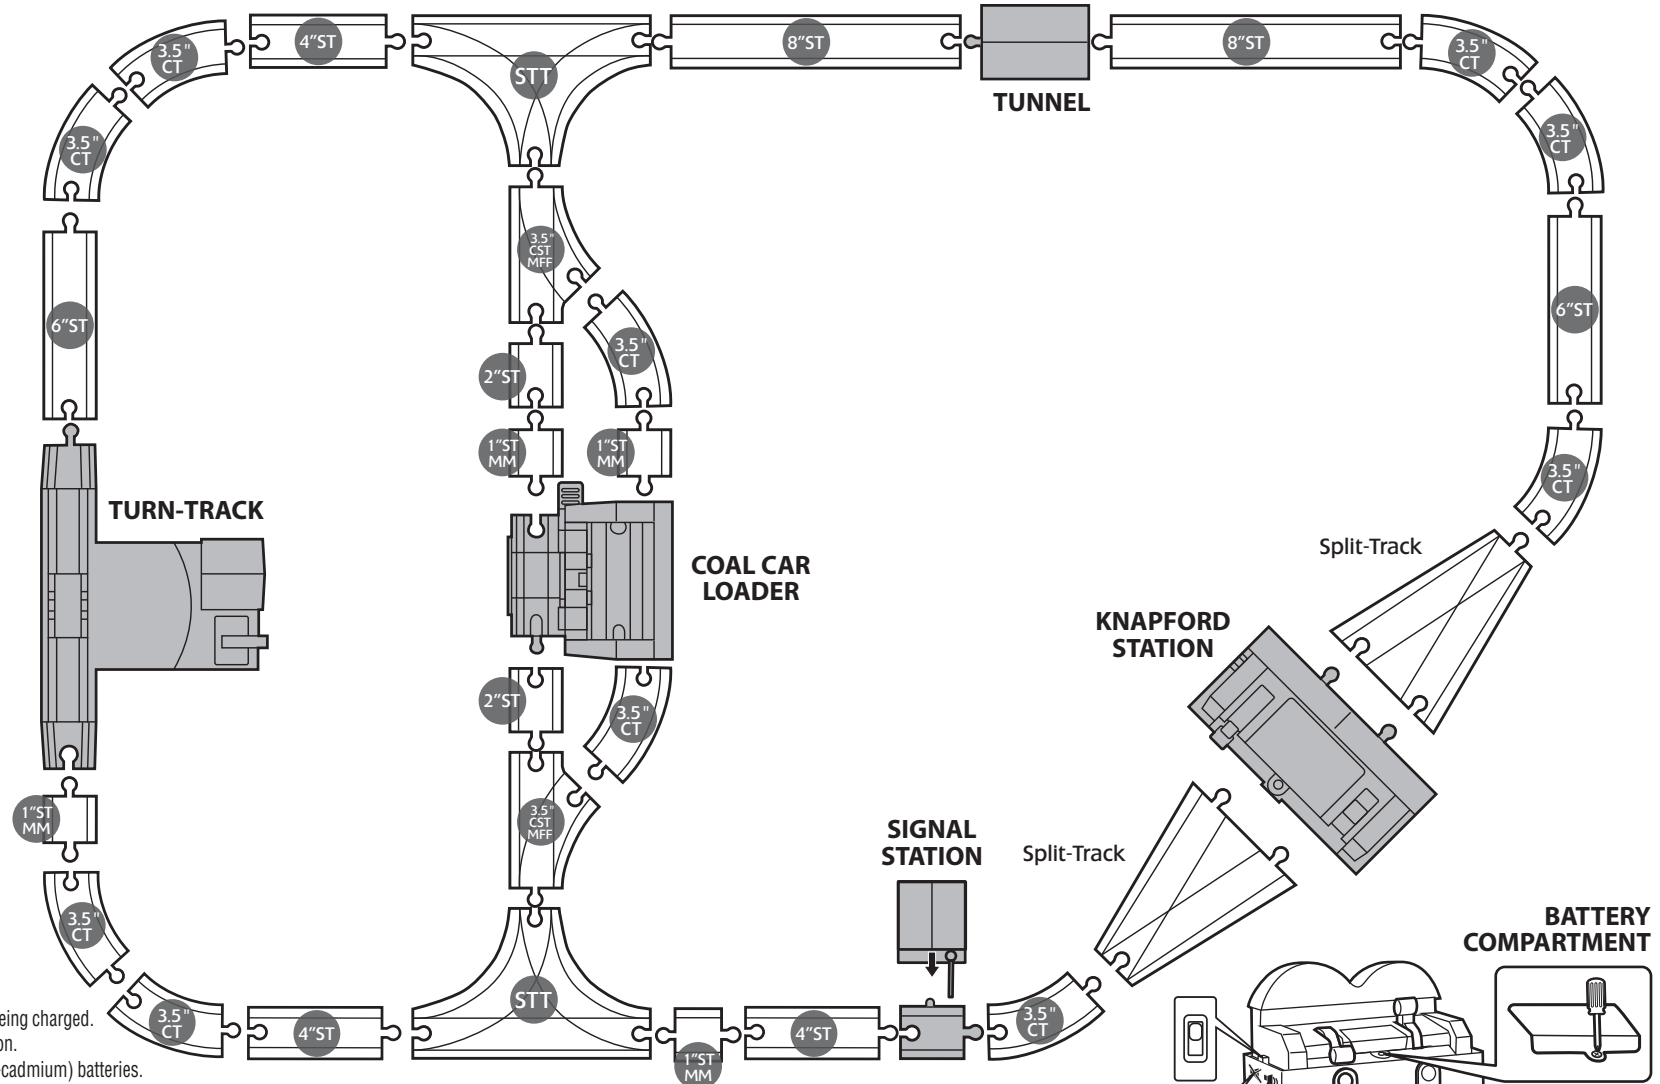 4"ST
8"ST
8"ST
3.5"
CT
3.5"
CT
STT
TUNNEL
3.5"
CT
3.5"
CT
3.5"
CST
MFF
6"ST
6"ST
3.5"
CT
2"ST
1"ST
MM
1"ST
MM
3.5"
CT
TURN-TRACK
Split-Track
COAL CAR
LOADER
KNAPFORD
STATION
2"ST
3.5"
CT
1"ST
MM
3.5"
CST
MFF
SIGNAL
STATION
Split-Track
3.5"
CT
BATTERY
COMPARTMENT
STT
3.5"
CT
4"ST
1"ST
MM
4"ST
3.5"
CT
eing charged.
on.
cadmium) batteries.